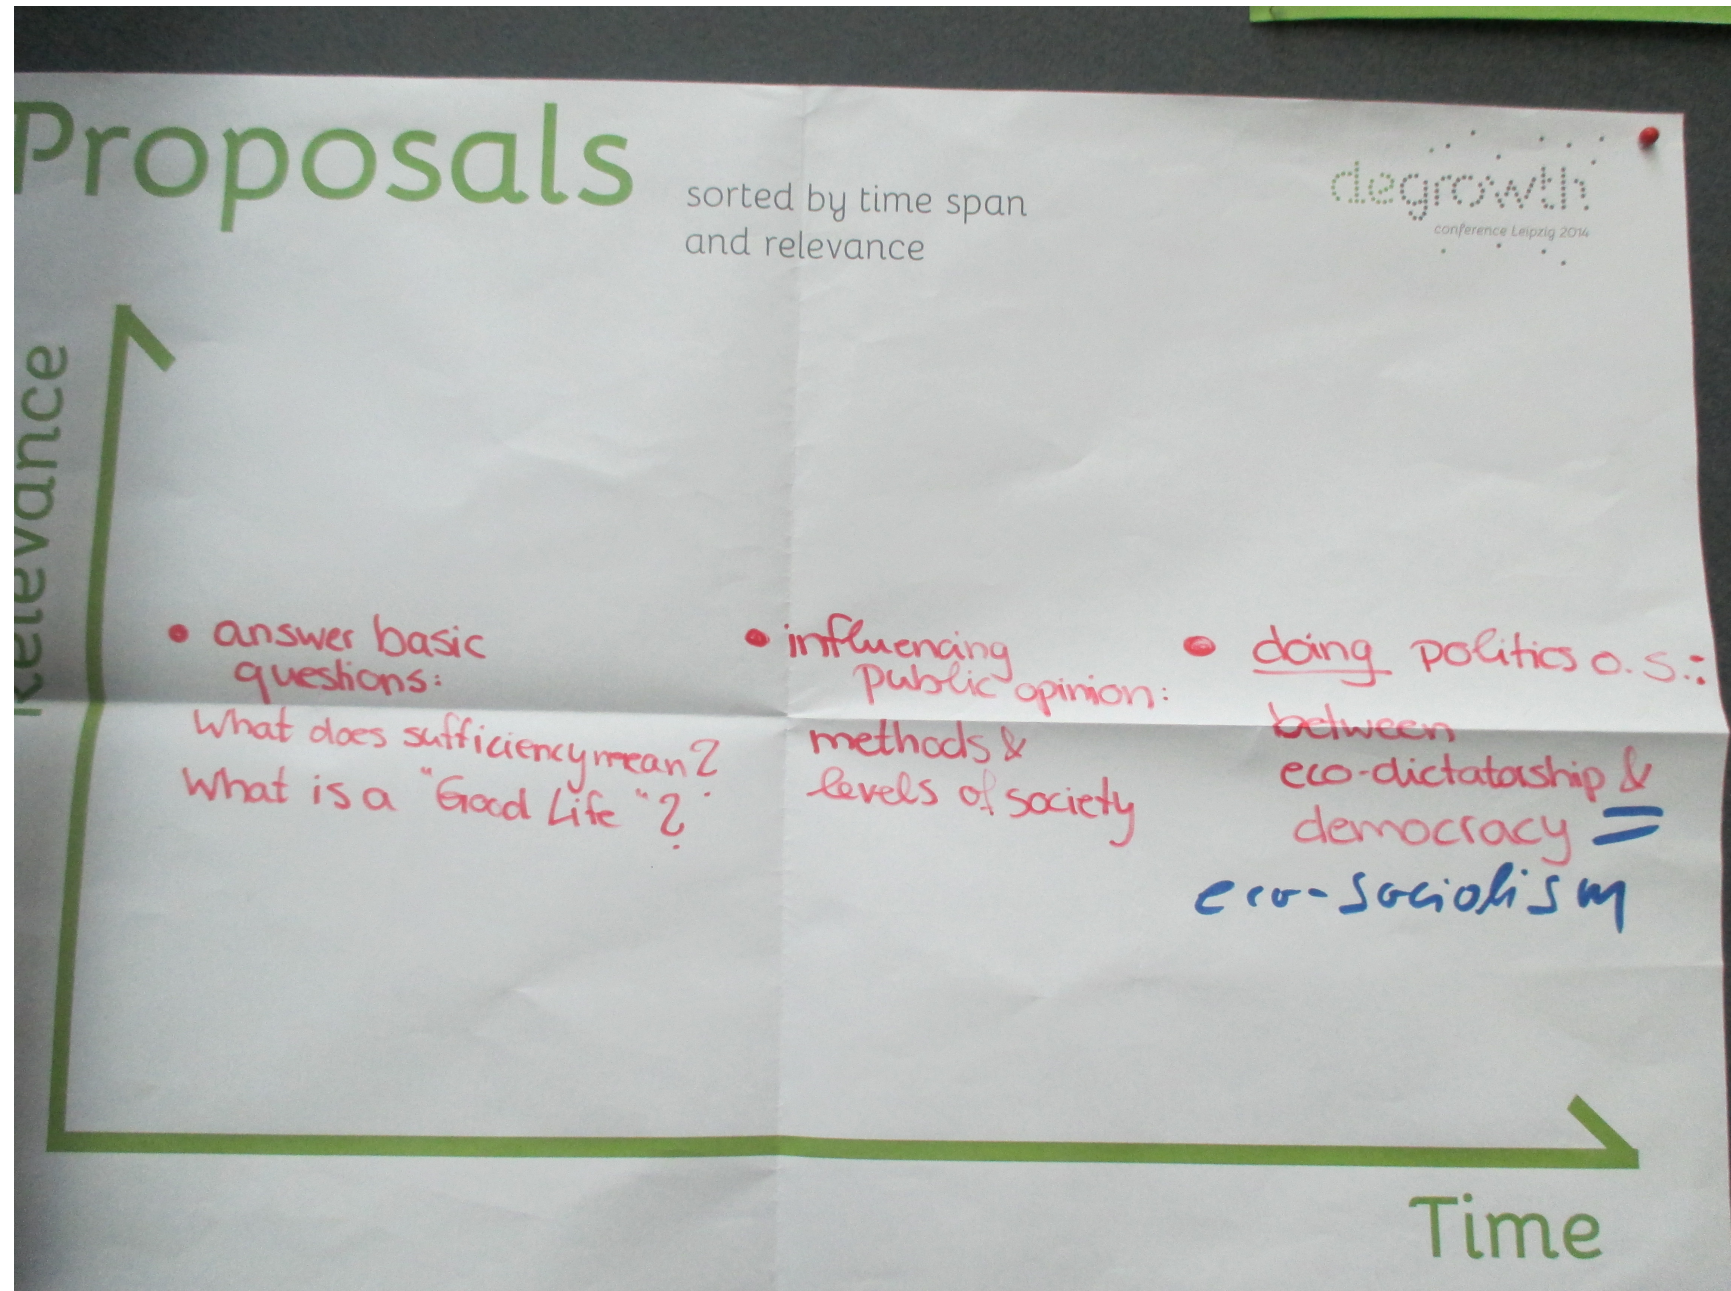 Proposals
sorted by time span
and relevance
degrowth
conference Leipzig 2014
Relevance
• answer basic
questions:
What does sufficiency mean?
What is a "Good Life"?
• influencing
public opinion:
methods &
levels of society
• doing politics o.s.:
between
eco-dictatorship &
democracy =
eco-socialism
Time